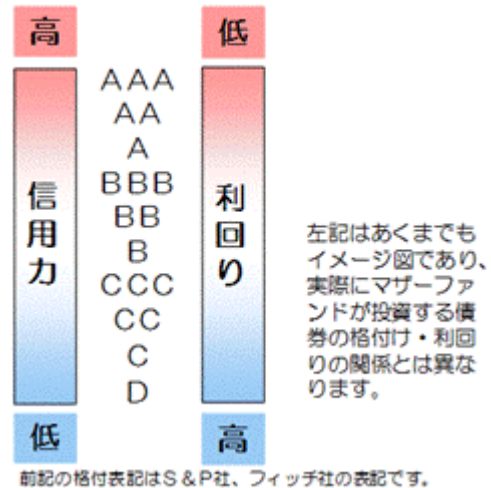 高
低
信用力
AAA
AA
A
BBB
BB
B
CCC
CC
C
D
利回り
低
高
左記はあくまでも
イメージ図であり、
実際にマザーファ
ンドが投資する債
券の格付け・利回
りの関係とは異な
ります。
前記の格付表記はS&P社、フィッチ社の表記です。